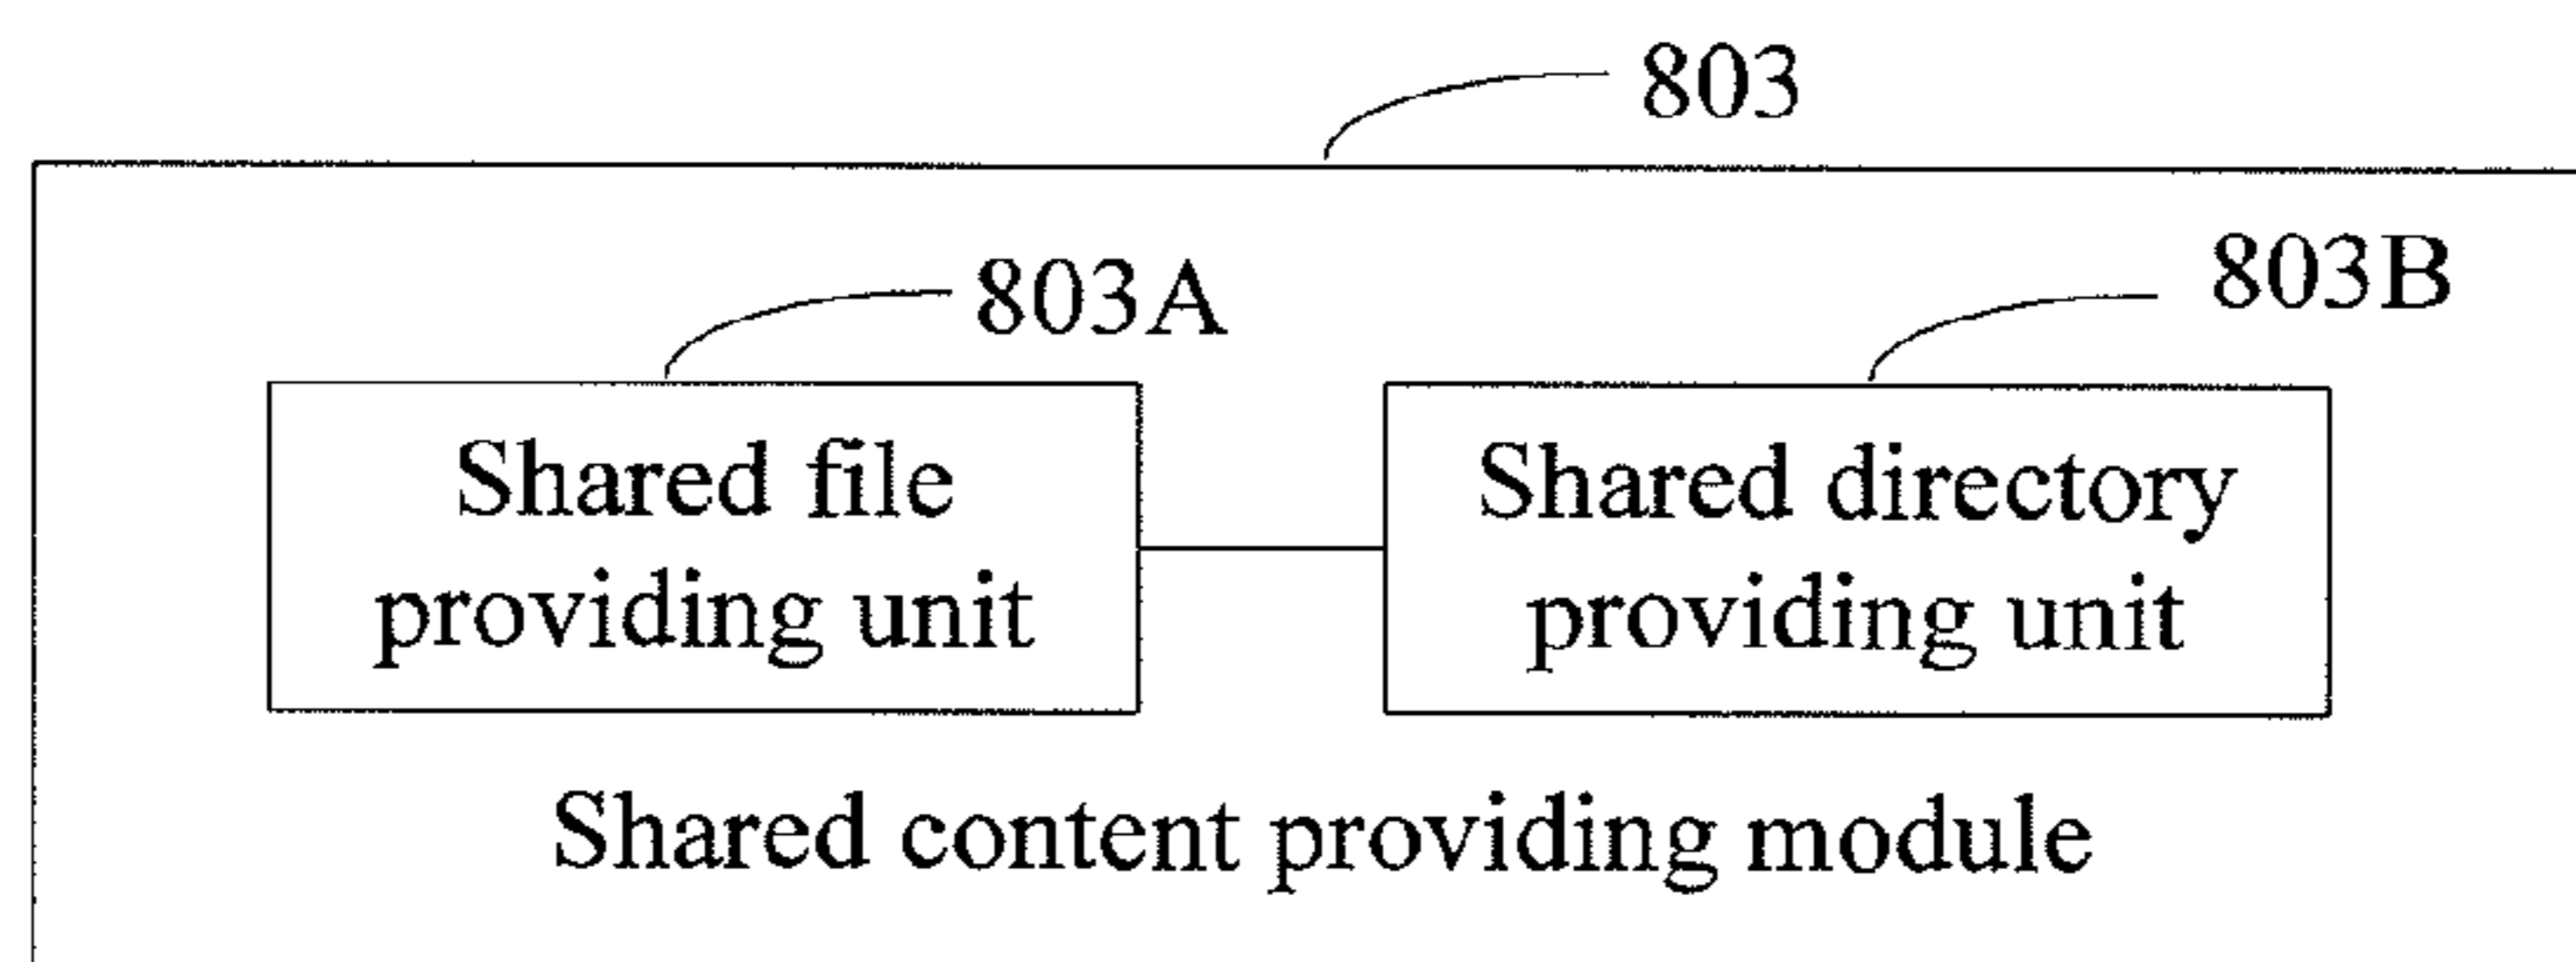 803
803A
803B
Shared file
providing unit
Shared directory
providing unit
Shared content providing module